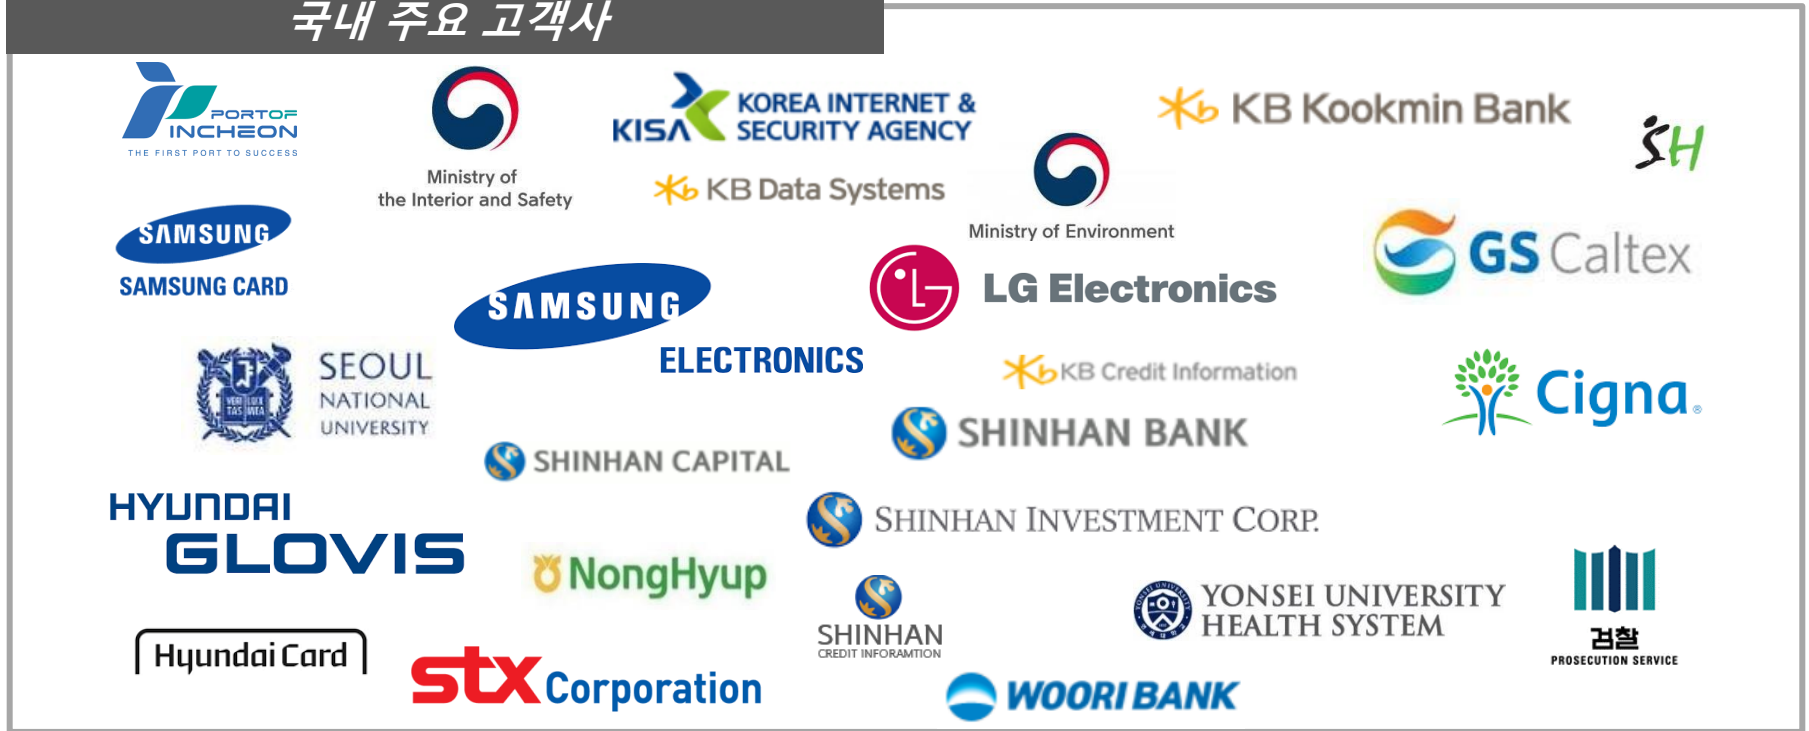 국내 주요 고객사
PORT OF
INCHEON
THE FIRST PORT TO SUCCESS
Ministry of
the Interior and Safety
KISA
KOREA INTERNET &
SECURITY AGENCY
KB Kookmin Bank
SH
KB Data Systems
Ministry of Environment
SAMSUNG
SAMSUNG CARD
SAMSUNG
ELECTRONICS
LG Electronics
GS Caltex
VERI LUX
TAS MEA
SEOUL
NATIONAL
UNIVERSITY
KB Credit Information
Cigna®
SHINHAN BANK
SHINHAN CAPITAL
HYUNDAI
GLOVIS
SHINHAN INVESTMENT CORP.
NongHyup
SHINHAN
CREDIT INFORAMTION
YONSEI UNIVERSITY
HEALTH SYSTEM
검찰
PROSECUTION SERVICE
Hyundai Card
stx Corporation
WOORI BANK